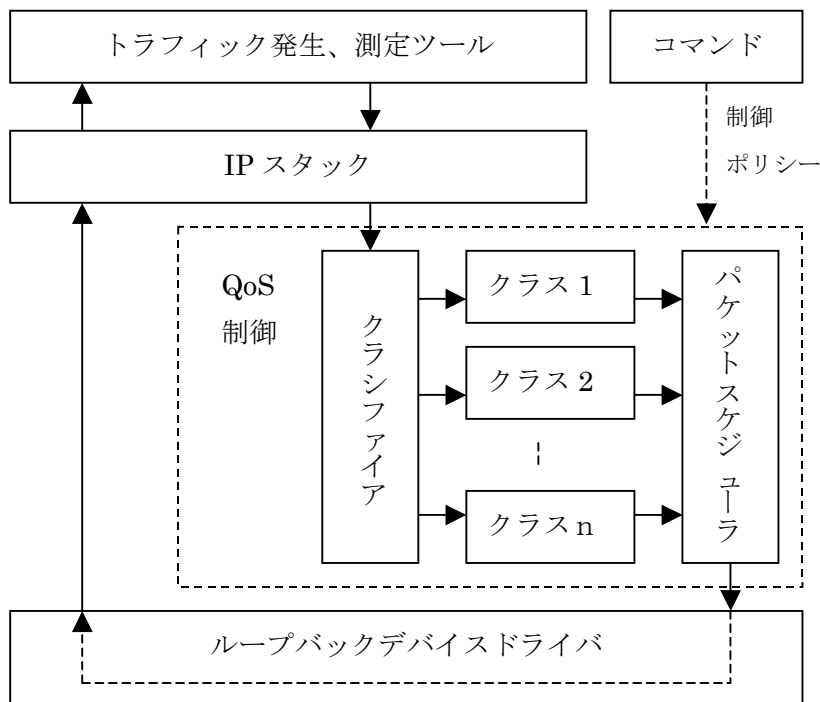 トラフィック発生、測定ツール
コマンド
制御
ポリシー
IP スタック
QoS
制御
クラシファイア
クラス 1
クラス 2
クラス n
パケットスケジューラ
ループバックデバイスドライバ